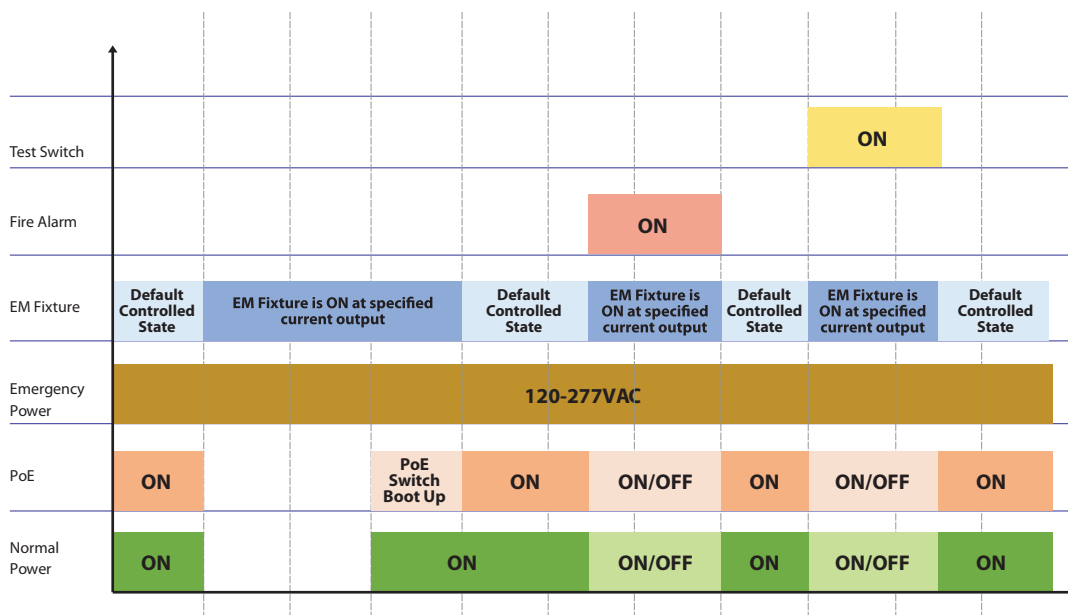 Test Switch
ON
Fire Alarm
ON
EM Fixture
Default
Controlled
State
EM Fixture is ON at specified
current output
Default
Controlled
State
EM Fixture is
ON at specified
current output
Default
Controlled
State
EM Fixture is
ON at specified
current output
Default
Controlled
State
Emergency
Power
120-277VAC
PoE
ON
PoE
Switch
Boot Up
ON
ON/OFF
ON
ON/OFF
ON
Normal
Power
ON
ON
ON/OFF
ON
ON/OFF
ON